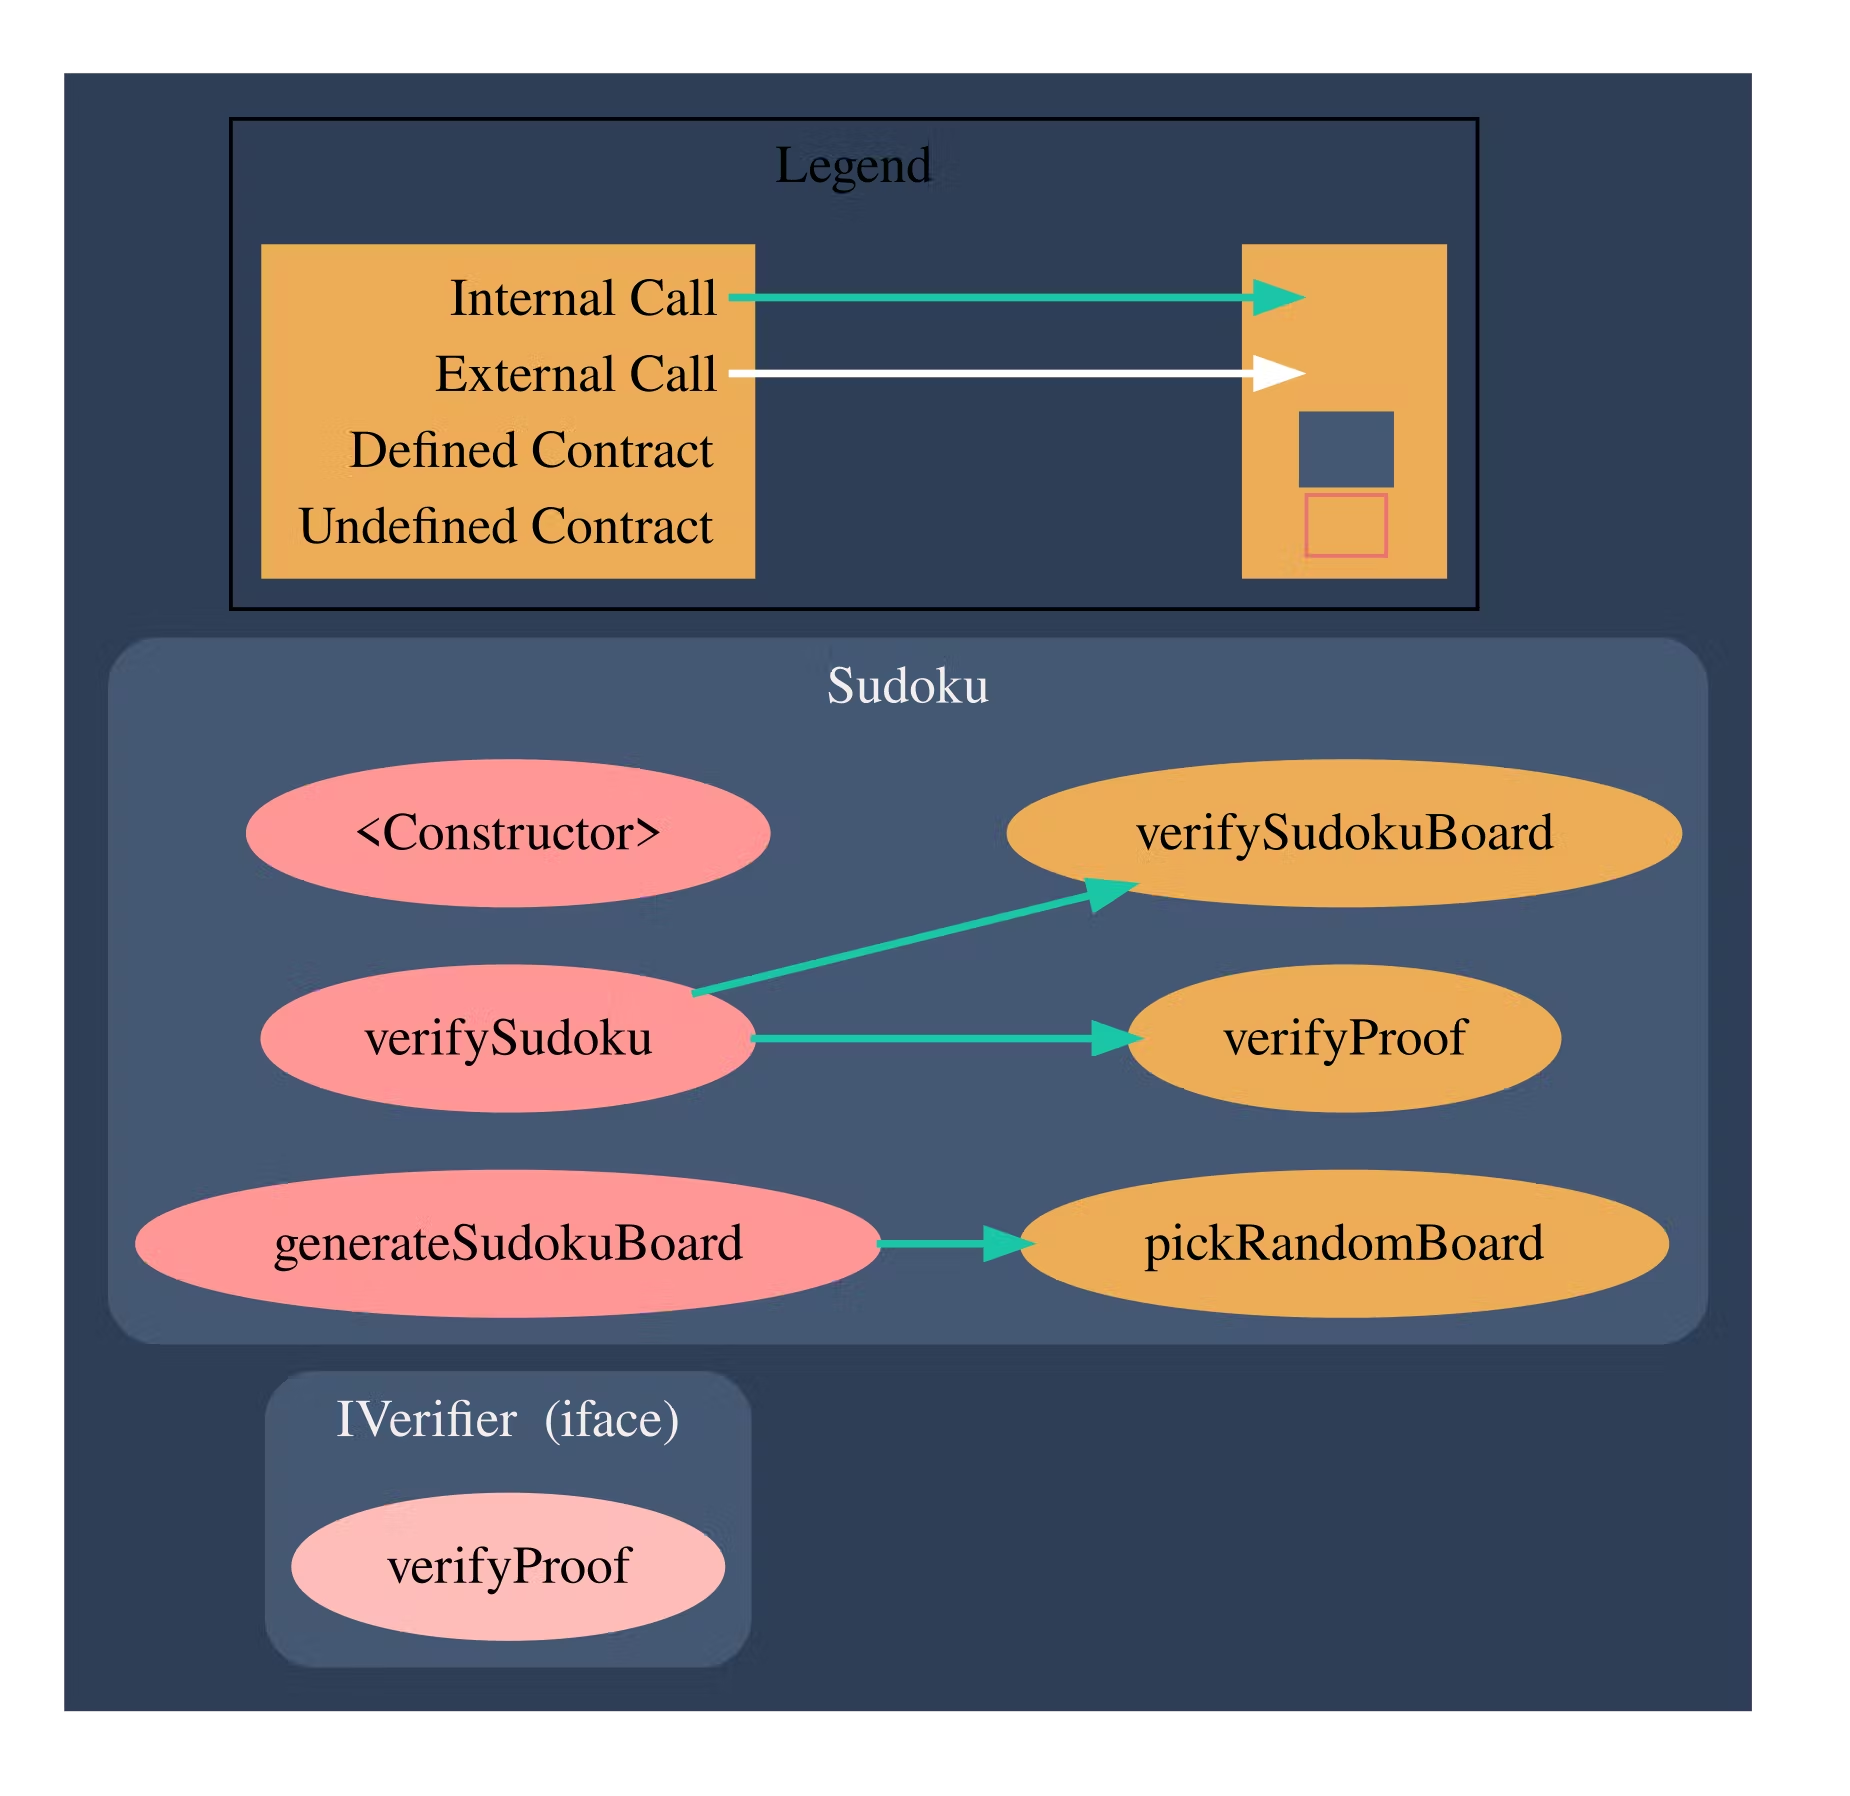 Legend
Internal Call
External Call
Defined Contract
Undefined Contract
Sudoku
<Constructor>
verifySudokuBoard
verifySudoku
verifyProof
generateSudokuBoard
pickRandomBoard
IVerifier (iface)
verifyProof